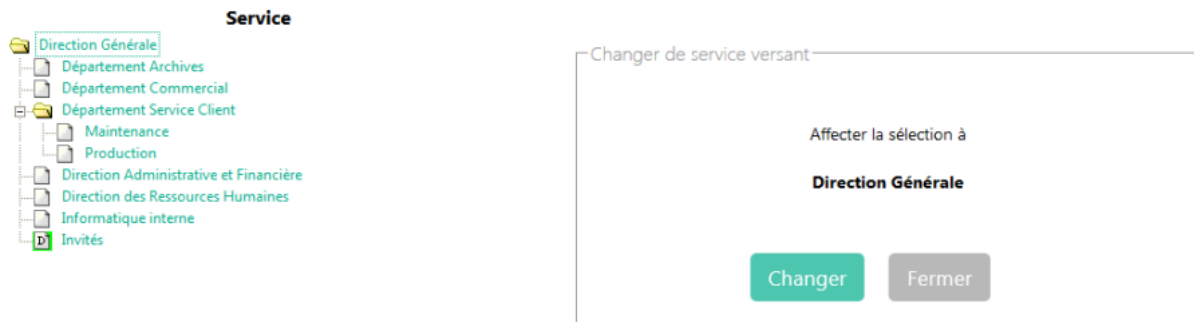 Service
Direction Générale
Département Archives
Département Commercial
Département Service Client
Maintenance
Production
Direction Administrative et Financière
Direction des Ressources Humaines
Informatique interne
D
Invités
Changer de service versant
Affecter la sélection à
Direction Générale
Changer
Fermer